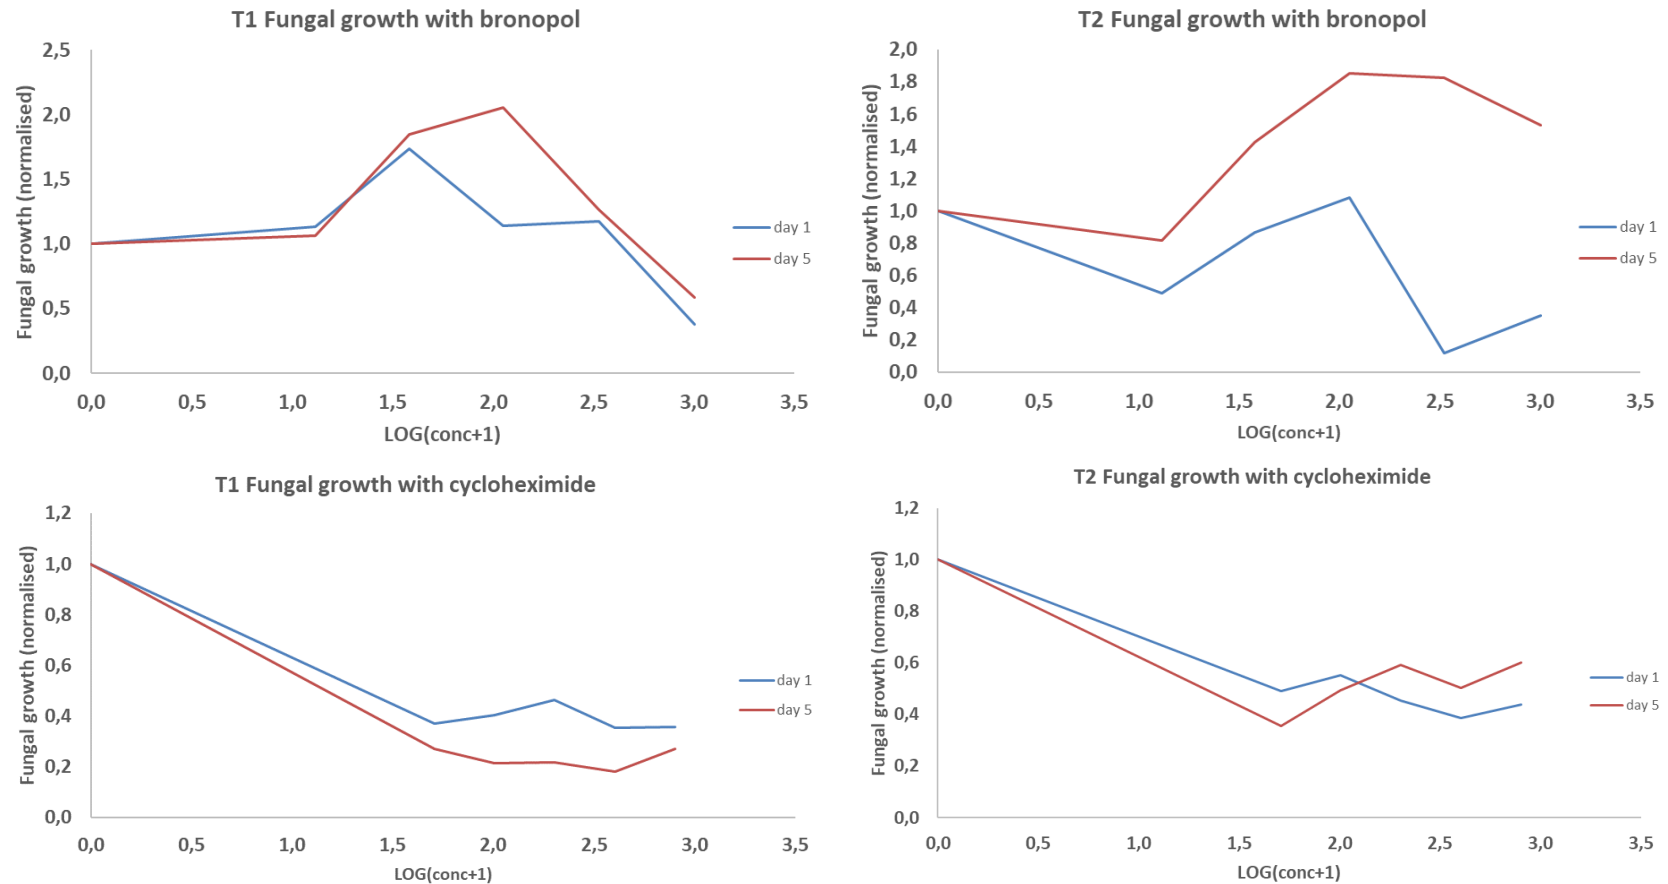 T1 Fungal growth with bronopol
Fungal growth (normalised)
2,5
2,0
1,5
1,0
0,5
0,0
0,0 0,5 1,0 1,5 2,0 2,5 3,0 3,5
LOG(conc+1)
day 1
day 5
T2 Fungal growth with bronopol
Fungal growth (normalised)
2,0
1,8
1,6
1,4
1,2
1,0
0,8
0,6
0,4
0,2
0,0
0,0 0,5 1,0 1,5 2,0 2,5 3,0 3,5
LOG(conc+1)
day 1
day 5
T1 Fungal growth with cycloheximide
Fungal growth (normalised)
1,2
1,0
0,8
0,6
0,4
0,2
0,0
0,0 0,5 1,0 1,5 2,0 2,5 3,0 3,5
LOG(conc+1)
day 1
day 5
T2 Fungal growth with cycloheximide
Fungal growth (normalised)
1,2
1,0
0,8
0,6
0,4
0,2
0,0
0,0 0,5 1,0 1,5 2,0 2,5 3,0 3,5
LOG(conc+1)
day 1
day 5